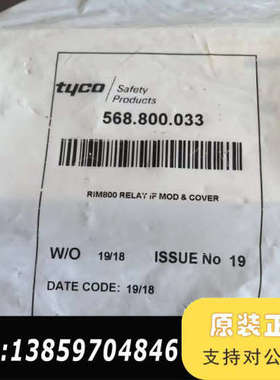 tyco
Safety
Products
568.800.033
RIM800 RELAY IF MOD & COVER
W/O 19/18 ISSUE No 19
DATE CODE: 19/18
:13859704846
原装正
支持对公